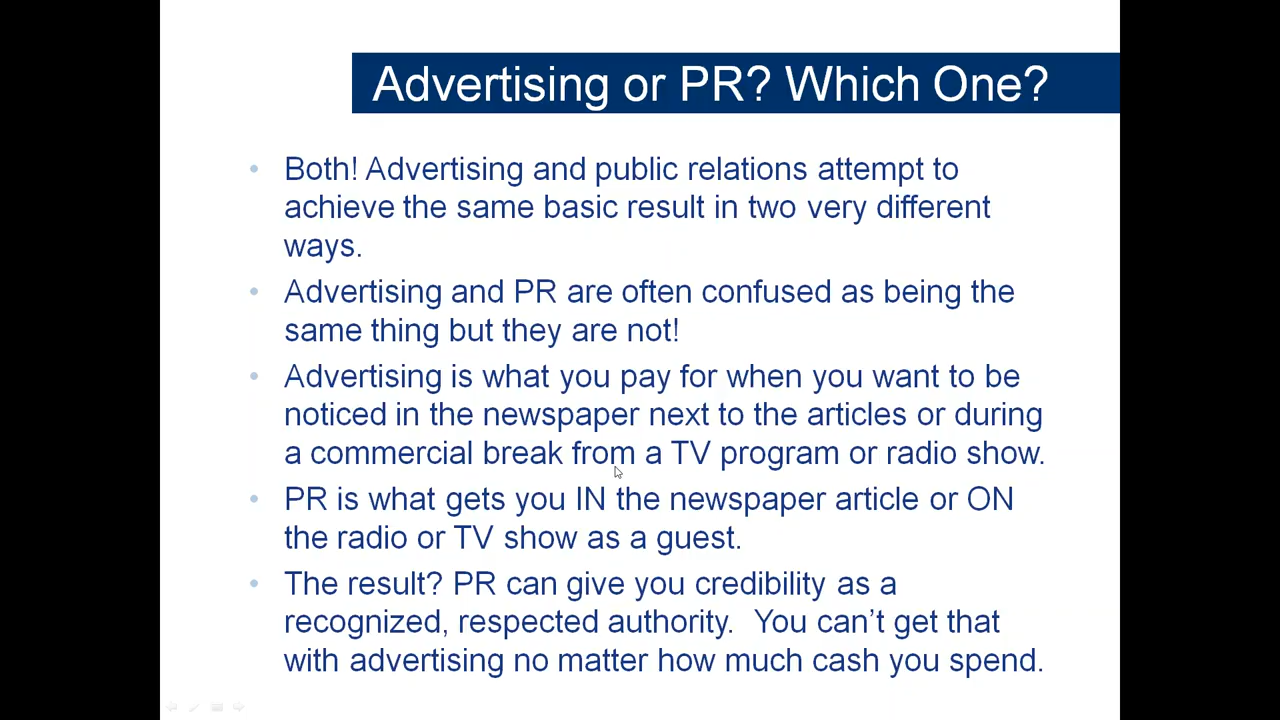 Advertising or PR? Which One?
• Both! Advertising and public relations attempt to
achieve the same basic result in two very different
ways.
• Advertising and PR are often confused as being the
same thing but they are not!
• Advertising is what you pay for when you want to be
noticed in the newspaper next to the articles or during
a commercial break from a TV program or radio show.
• PR is what gets you IN the newspaper article or ON
the radio or TV show as a guest.
• The result? PR can give you credibility as a
recognized, respected authority.  You can’t get that
with advertising no matter how much cash you spend.